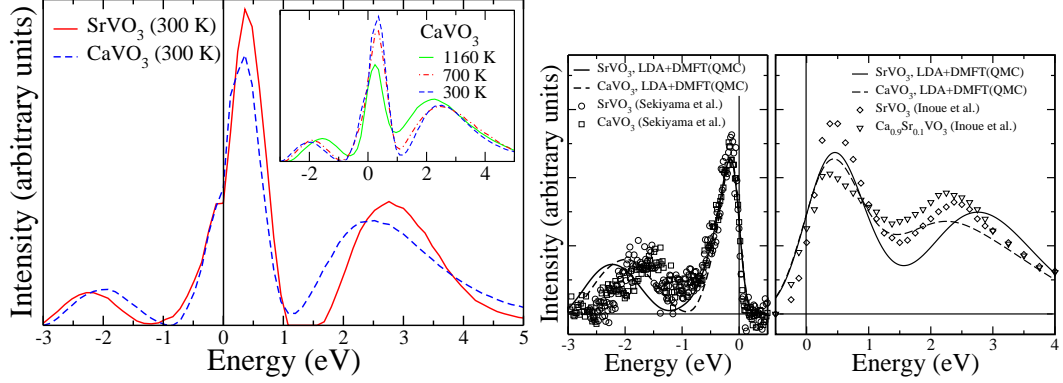 Intensity (arbitrary units)
SrVO3 (300 K)
CaVO3 (300 K)
CaVO3
1160 K
700 K
300 K
-2 0 2 4
-3 -2 -1 0 1 2 3 4 5
Energy (eV)
Intensity (arbitrary units)
SrVO3, LDA+DMFT(QMC)
CaVO3, LDA+DMFT(QMC)
SrVO3 (Sekiyama et al.)
CaVO3 (Sekiyama et al.)
-3 -2 -1 0
Energy (eV)
SrVO3, LDA+DMFT(QMC)
CaVO3, LDA+DMFT(QMC)
SrVO3 (Inoue et al.)
Ca0.9Sr0.1VO3 (Inoue et al.)
0 1 2 3 4
Energy (eV)